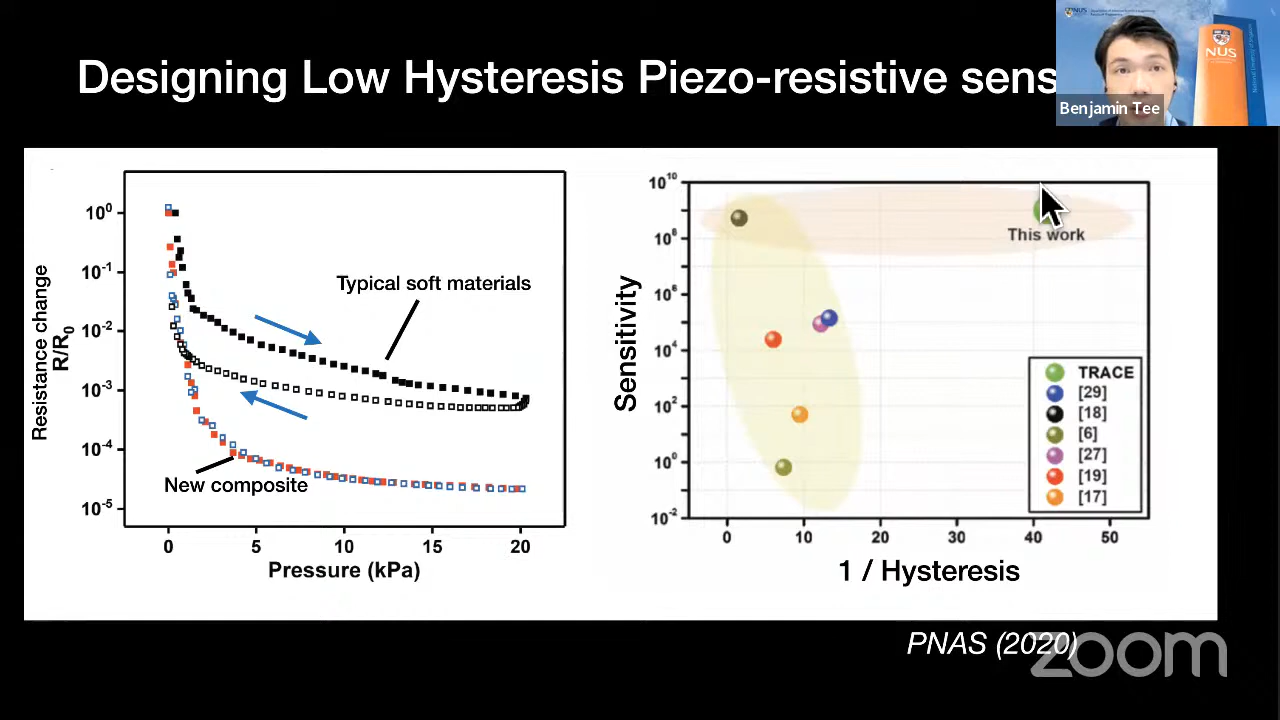 Designing Low Hysteresis Piezo-resistive sens
NUS
Benjamin Tee
Resistance change
R/R0
10^0
10^-1
10^-2
10^-3
10^-4
10^-5
Typical soft materials
New composite
0 5 10 15 20
Pressure (kPa)
Sensitivity
10^10
10^8
10^6
10^4
10^2
10^0
10^-2
This work
TRACE
[29]
[18]
[6]
[27]
[19]
[17]
0 10 20 30 40 50
1 / Hysteresis
PNAS (2020)
zoom